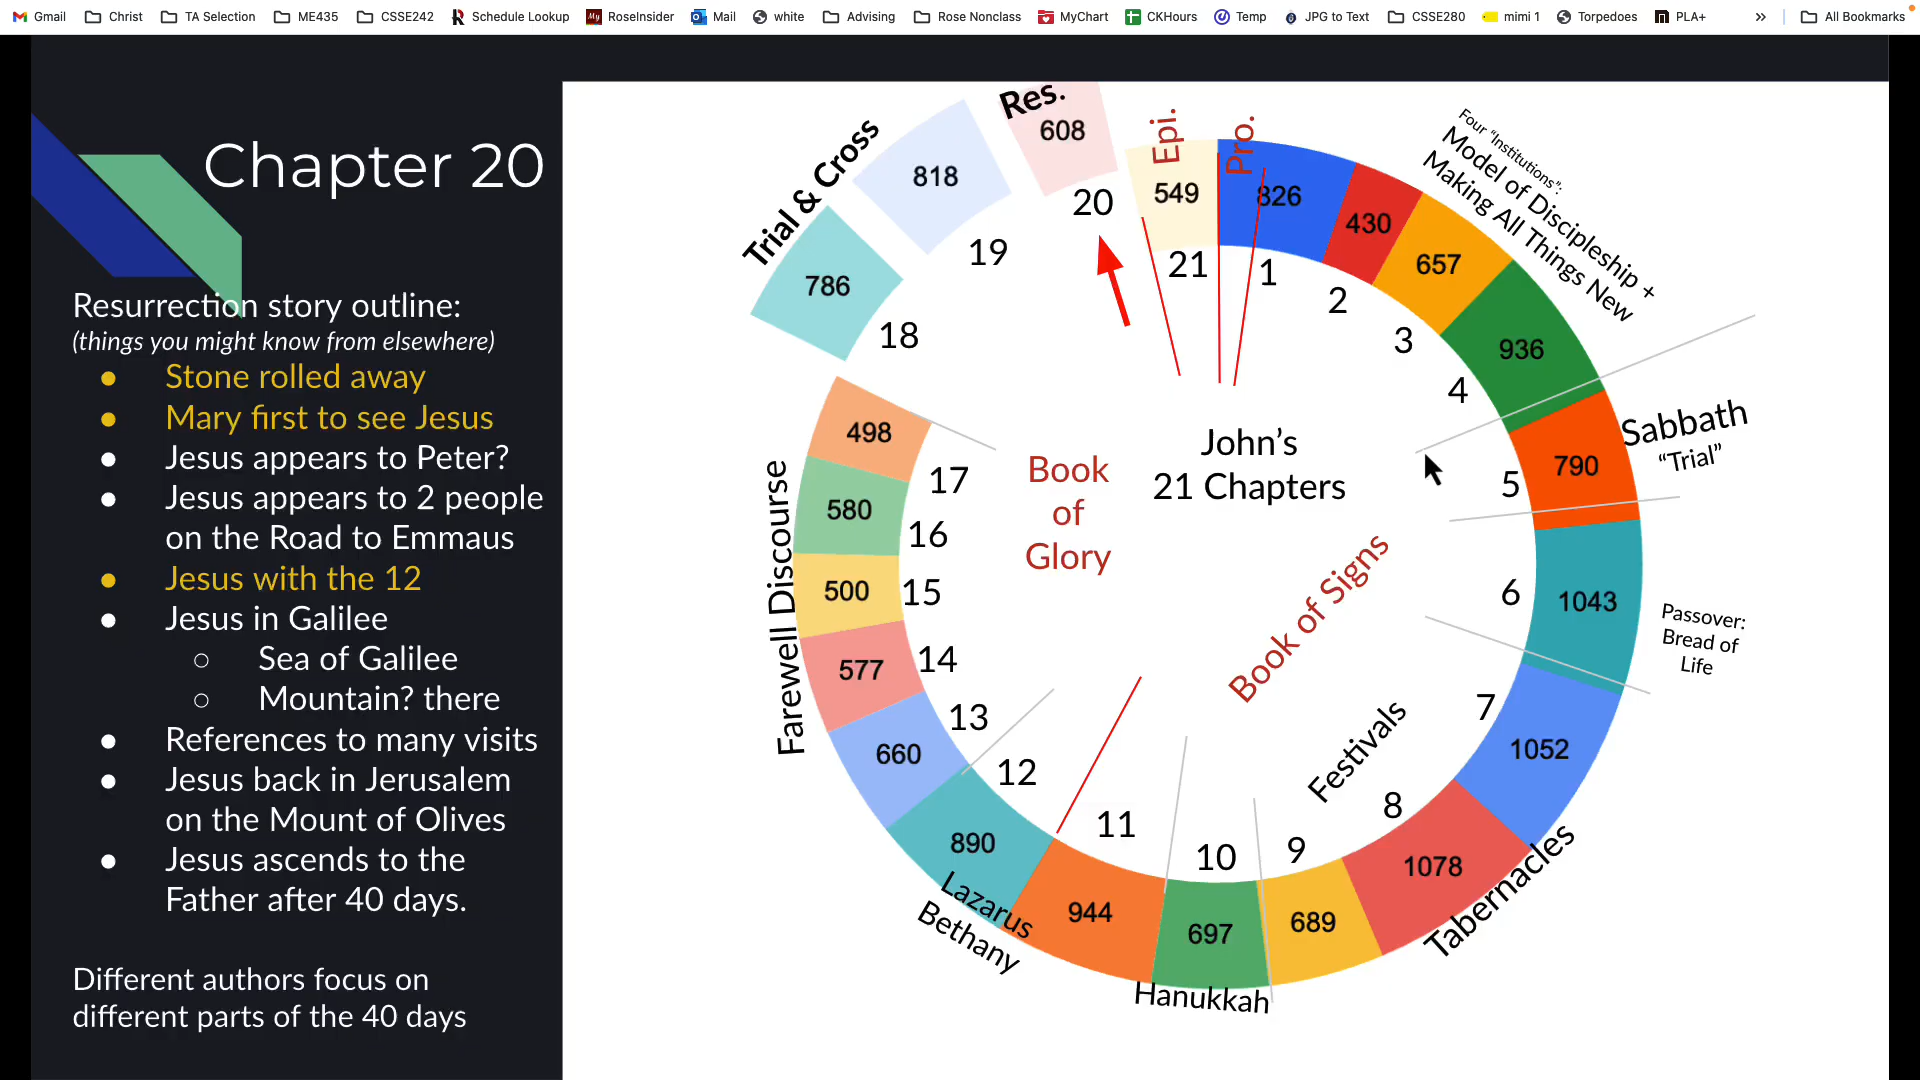 Gmail
Christ
TA Selection
ME435
CSSE242
Schedule Lookup
RoseInsider
Mail
white
Advising
Rose Nonclass
MyChart
CKHours
Temp
JPG to Text
CSSE280
mimi 1
Torpedoes
PLA+
»
All Bookmarks
Chapter 20
Resurrection story outline:
(things you might know from elsewhere)
● Stone rolled away
● Mary first to see Jesus
● Jesus appears to Peter?
● Jesus appears to 2 people
on the Road to Emmaus
● Jesus with the 12
● Jesus in Galilee
○ Sea of Galilee
○ Mountain? there
● References to many visits
● Jesus back in Jerusalem
on the Mount of Olives
● Jesus ascends to the
Father after 40 days.
Different authors focus on
different parts of the 40 days
John's
21 Chapters
Book
of
Glory
Book of Signs
Pro.
826
1
430
2
657
3
936
4
Four "Institutions":
Model of Discipleship +
Making All Things New
790
5
Sabbath
"Trial"
1043
6
Passover:
Bread of
Life
1052
7
1078
8
Tabernacles
Festivals
689
9
697
10
Hanukkah
944
11
890
12
Lazarus
Bethany
660
13
577
14
500
15
580
16
498
17
Farewell Discourse
786
18
818
19
Trial & Cross
Res.
608
20
Epi.
549
21